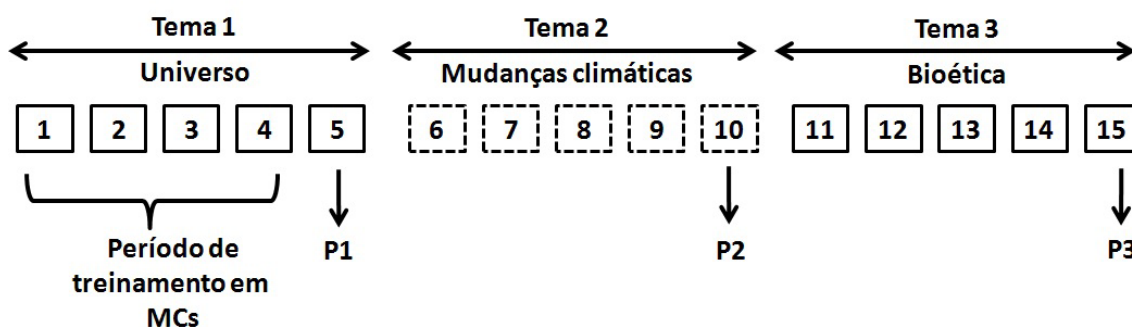 Tema 1
Tema 2
Tema 3
Universo
Mudanças climáticas
Bioética
1 2 3 4 5 6 7 8 9 10 11 12 13 14 15
Período de
treinamento em
MCs
P1
P2
P3